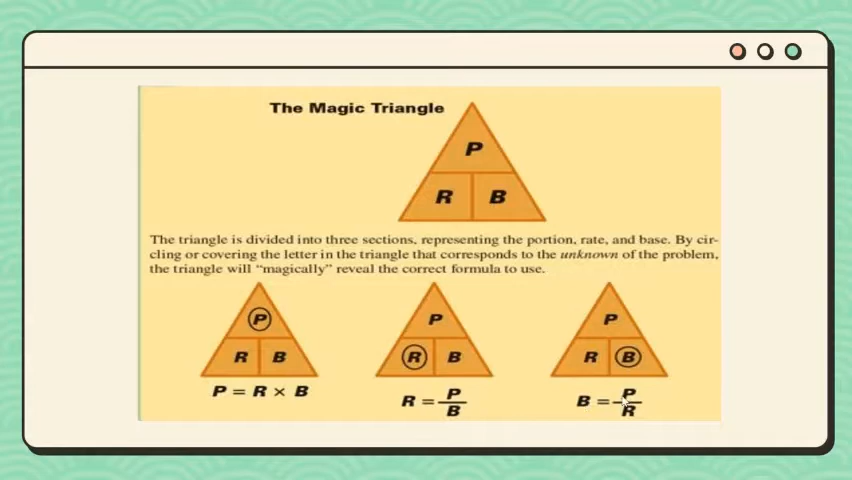 The Magic Triangle
P
R B
The triangle is divided into three sections, representing the portion, rate, and base. By cir-
cling or covering the letter in the triangle that corresponds to the unknown of the problem,
the triangle will “magically” reveal the correct formula to use.
P P P
R B R B R B
P = R × B
R = P/B
B = P/R